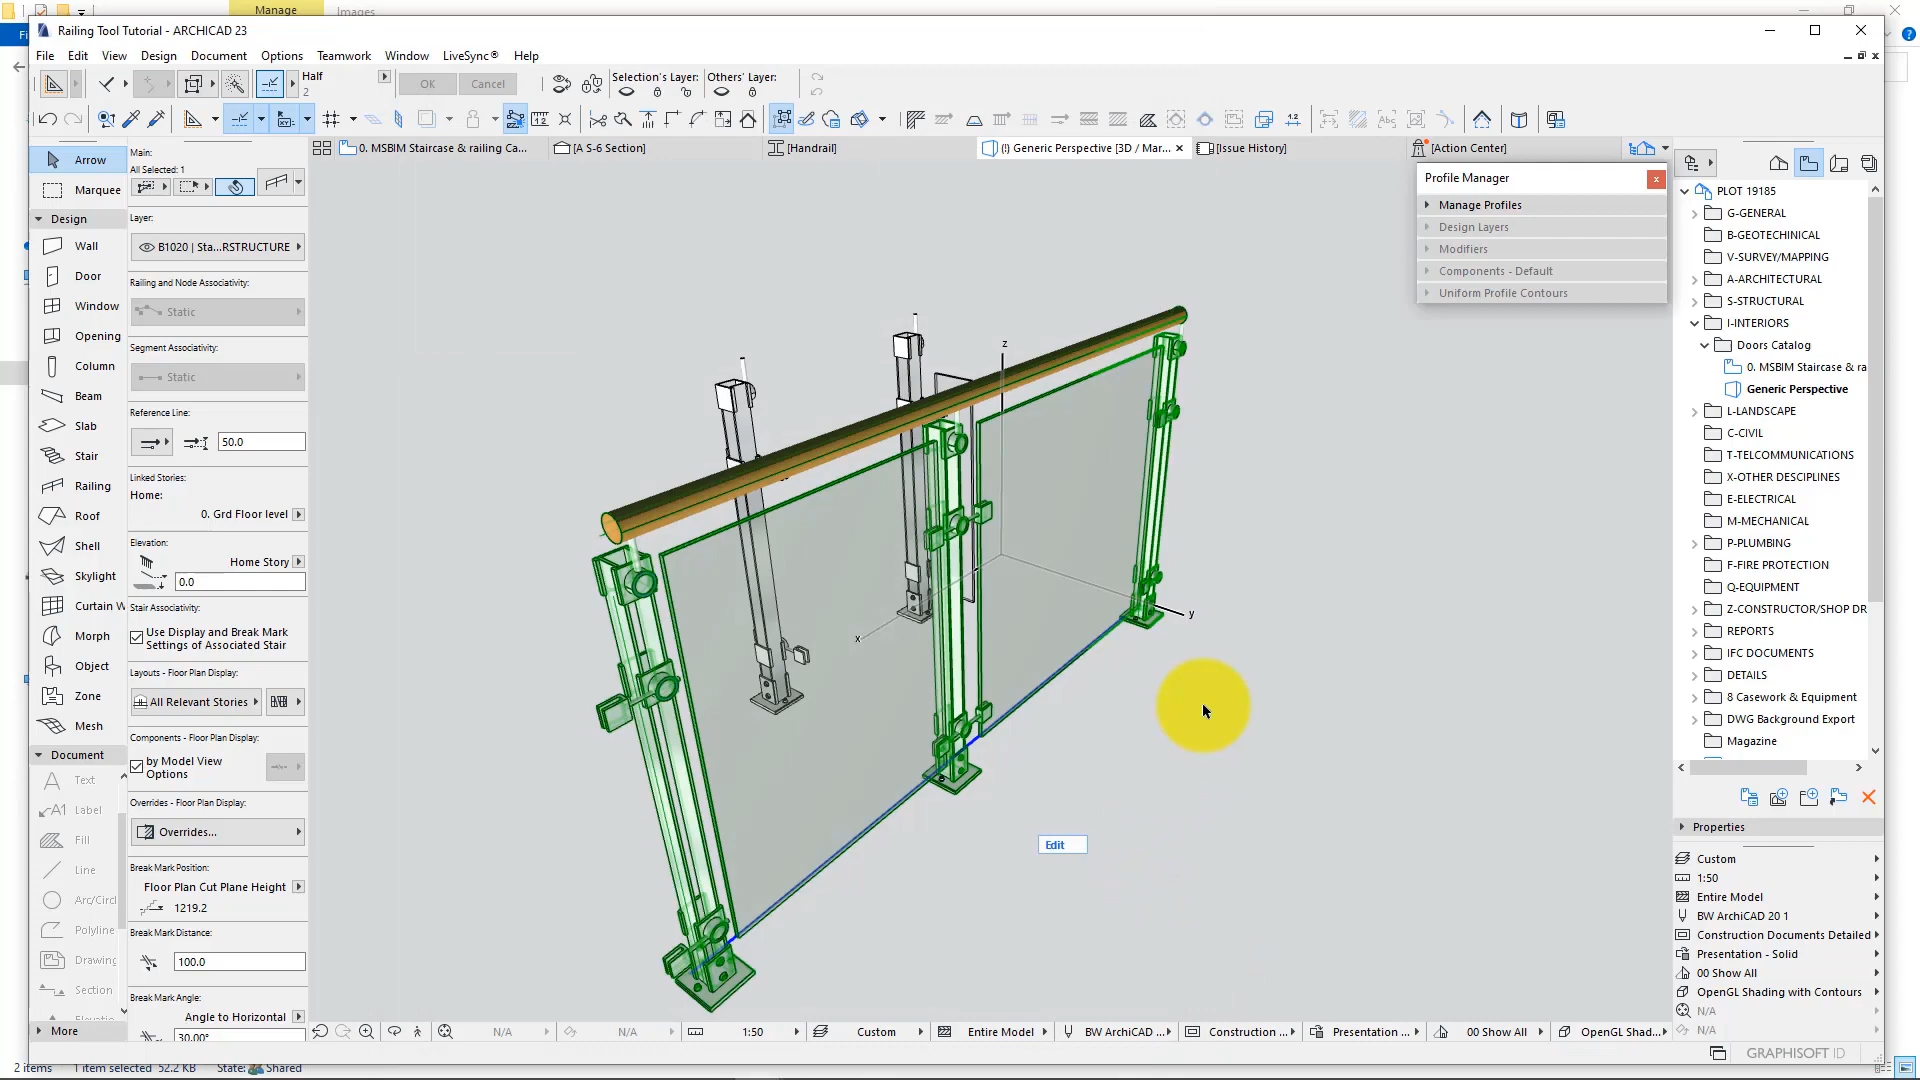 Manage
Images
Railing Tool Tutorial - ARCHICAD 23
File Edit View Design Document Options Teamwork Window LiveSync® Help
Half
2
OK Cancel
Selection's Layer: Others' Layer:
0. MSBIM Staircase & railing Ca...
[A S-6 Section]
[Handrail]
(!) Generic Perspective [3D / Mar...
[Issue History]
[Action Center]
Arrow
Marquee
Design
Wall
Door
Window
Opening
Column
Beam
Slab
Stair
Railing
Roof
Shell
Skylight
Curtain W
Morph
Object
Zone
Mesh
Document
Text
Label
Fill
Line
Arc/Circl
Polyline
Drawing
Section
More
Main:
All Selected: 1
Layer:
B1020 | Sta...RSTRUCTURE
Railing and Node Associativity:
Static
Segment Associativity:
Static
Reference Line:
50.0
Linked Stories:
Home:
0. Grd Floor level
Elevation:
Home Story
0.0
Stair Associativity:
Use Display and Break Mark
Settings of Associated Stair
Layouts - Floor Plan Display:
All Relevant Stories
Components - Floor Plan Display:
by Model View
Options
Overrides - Floor Plan Display:
Overrides...
Break Mark Position:
Floor Plan Cut Plane Height
1219.2
Break Mark Distance:
100.0
Break Mark Angle:
Angle to Horizontal
30.00°
z
x
y
Edit
Profile Manager
Manage Profiles
Design Layers
Modifiers
Components - Default
Uniform Profile Contours
PLOT 19185
G-GENERAL
B-GEOTECHINICAL
V-SURVEY/MAPPING
A-ARCHITECTURAL
S-STRUCTURAL
I-INTERIORS
Doors Catalog
0. MSBIM Staircase & ra
Generic Perspective
L-LANDSCAPE
C-CIVIL
T-TELCOMMUNICATIONS
X-OTHER DESCIPLINES
E-ELECTRICAL
M-MECHANICAL
P-PLUMBING
F-FIRE PROTECTION
Q-EQUIPMENT
Z-CONSTRUCTOR/SHOP DR
REPORTS
IFC DOCUMENTS
DETAILS
8 Casework & Equipment
DWG Background Export
Magazine
Properties
Custom
1:50
Entire Model
BW ArchiCAD 20 1
Construction Documents Detailed
Presentation - Solid
00 Show All
OpenGL Shading with Contours
N/A
N/A
N/A N/A 1:50 Custom Entire Model BW ArchiCAD ... Construction ... Presentation ... 00 Show All OpenGL Shad...
GRAPHISOFT ID
2 items 1 item selected 52.2 KB State: Shared